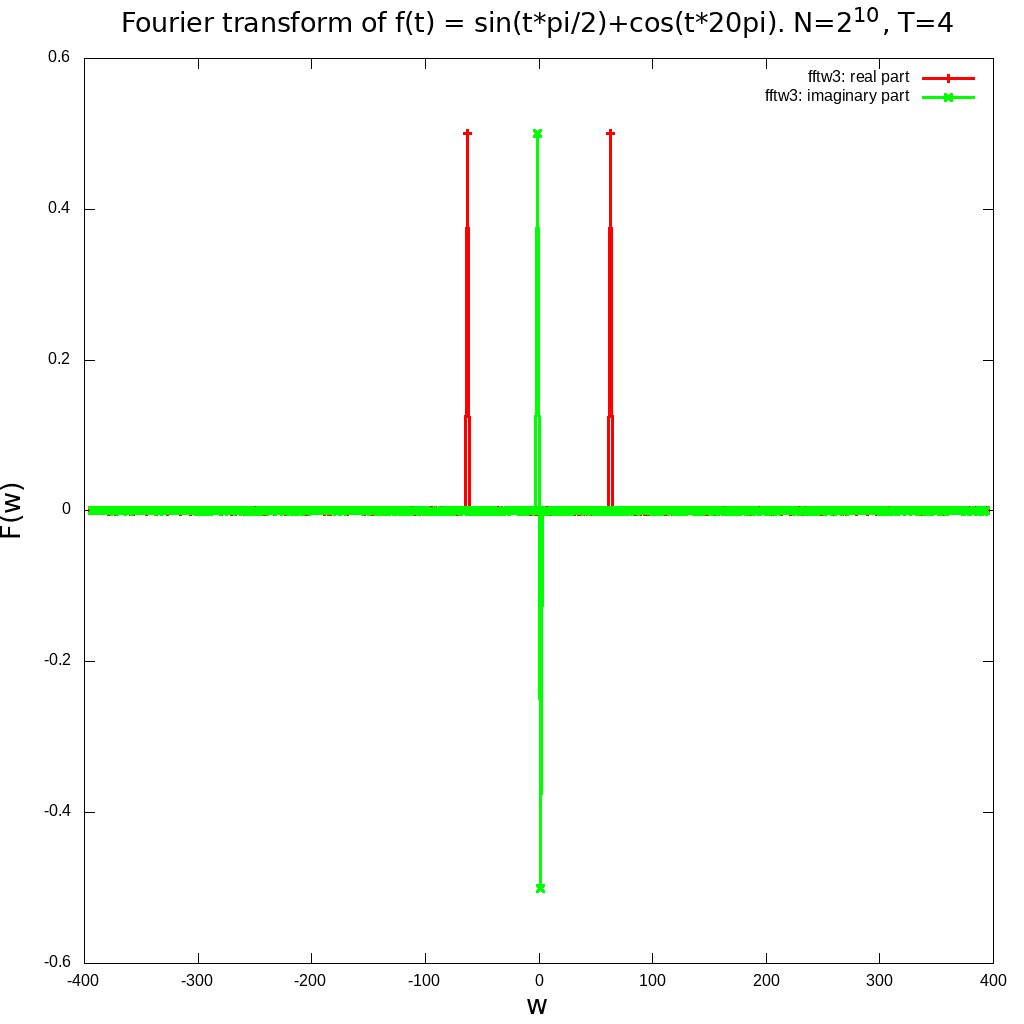 Fourier transform of f(t) = sin(t*pi/2)+cos(t*20pi). N=2^10, T=4
fftw3: real part
fftw3: imaginary part
0.6
0.4
0.2
0
-0.2
-0.4
-0.6
F(w)
-400 -300 -200 -100 0 100 200 300 400
w